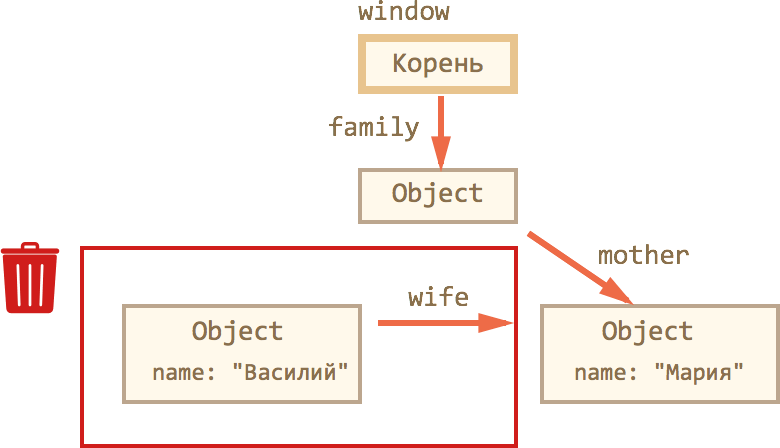 window
Корень
family
Object
mother
wife
Object
name: "Василий"
Object
name: "Мария"